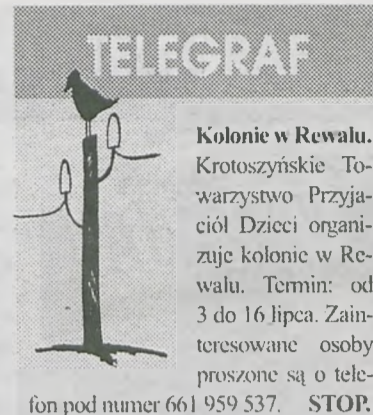 TELEGRAF
Kolonie w Rewalu.
Krotoszyńskie To-
warzystwo Przyja-
ciół Dzieci organi-
zuje kolonie w Re-
walu. Termin: od
3 do 16 lipca. Zain-
teresowane osoby
proszone są o tele-
fon pod numer 661 959 537. STOP.